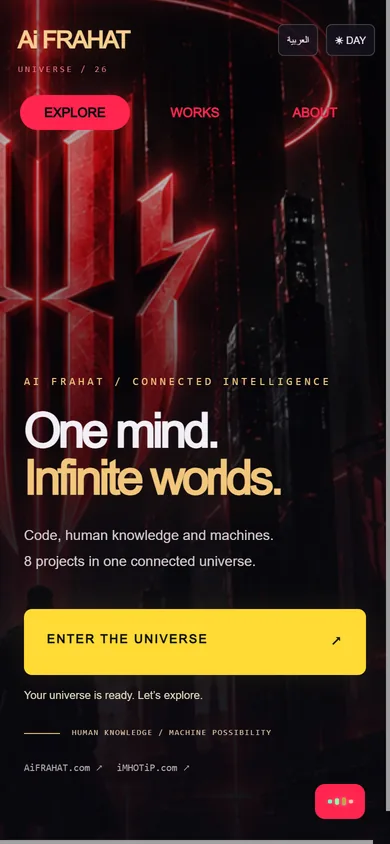 Ai FRAHAT
العربية
☀ DAY
UNIVERSE / 26
EXPLORE
WORKS
ABOUT
AI FRAHAT / CONNECTED INTELLIGENCE
One mind.
Infinite worlds.
Code, human knowledge and machines.
8 projects in one connected universe.
ENTER THE UNIVERSE ↗
Your universe is ready. Let's explore.
HUMAN KNOWLEDGE / MACHINE POSSIBILITY
AiFRAHAT.com ↗ iMHOTiP.com ↗